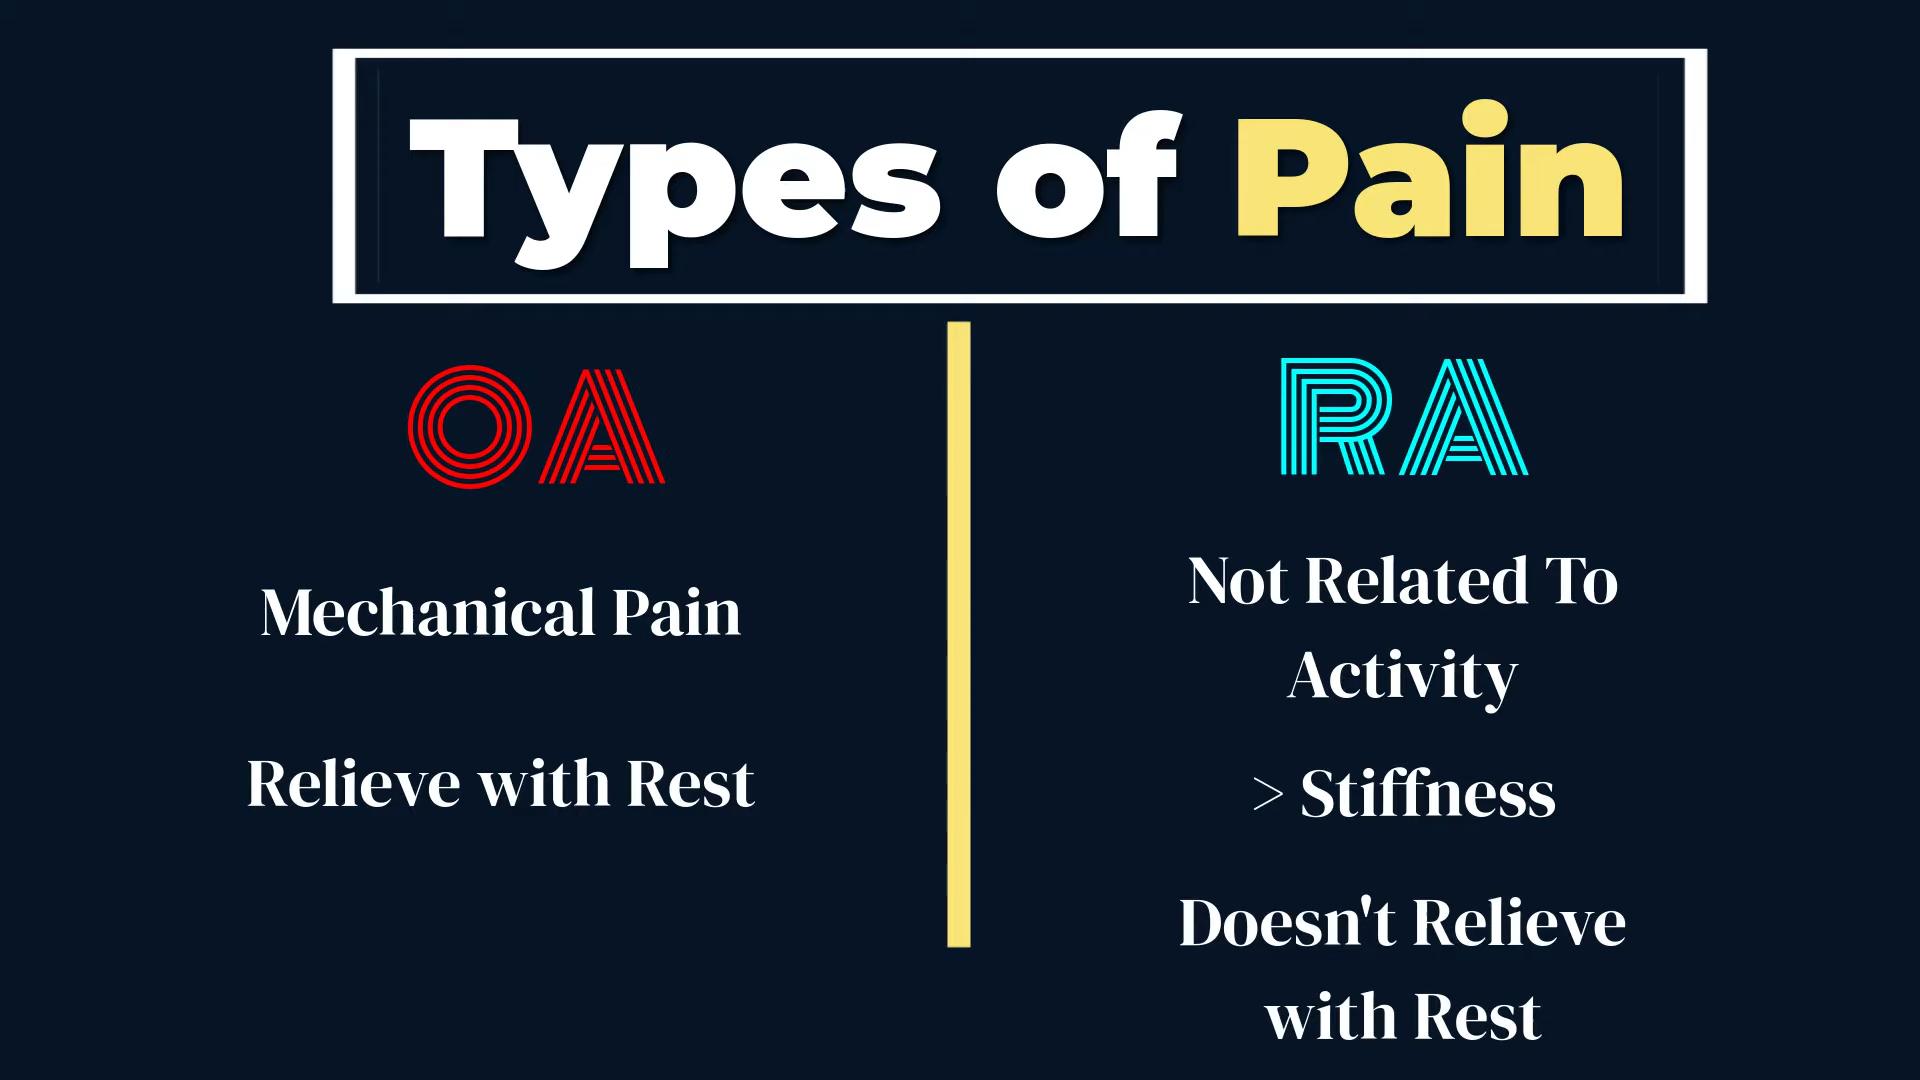 Types of Pain
OA
Mechanical Pain
Relieve with Rest
RA
Not Related To
Activity
> Stiffness
Doesn't Relieve
with Rest